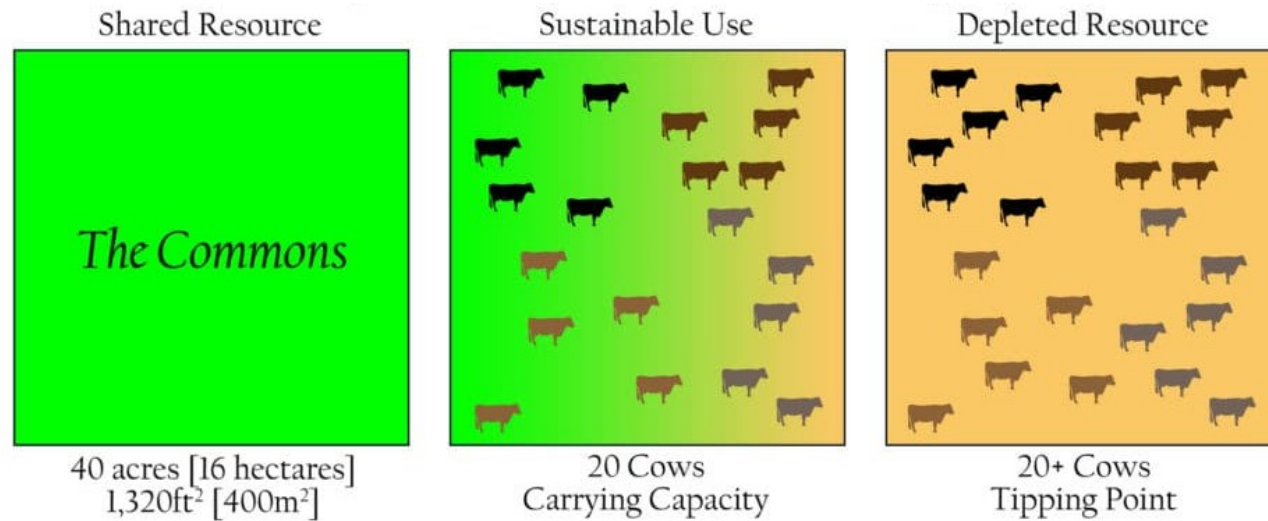 Shared Resource
The Commons
40 acres [16 hectares]
1,320ft² [400m²]
Sustainable Use
20 Cows
Carrying Capacity
Depleted Resource
20+ Cows
Tipping Point